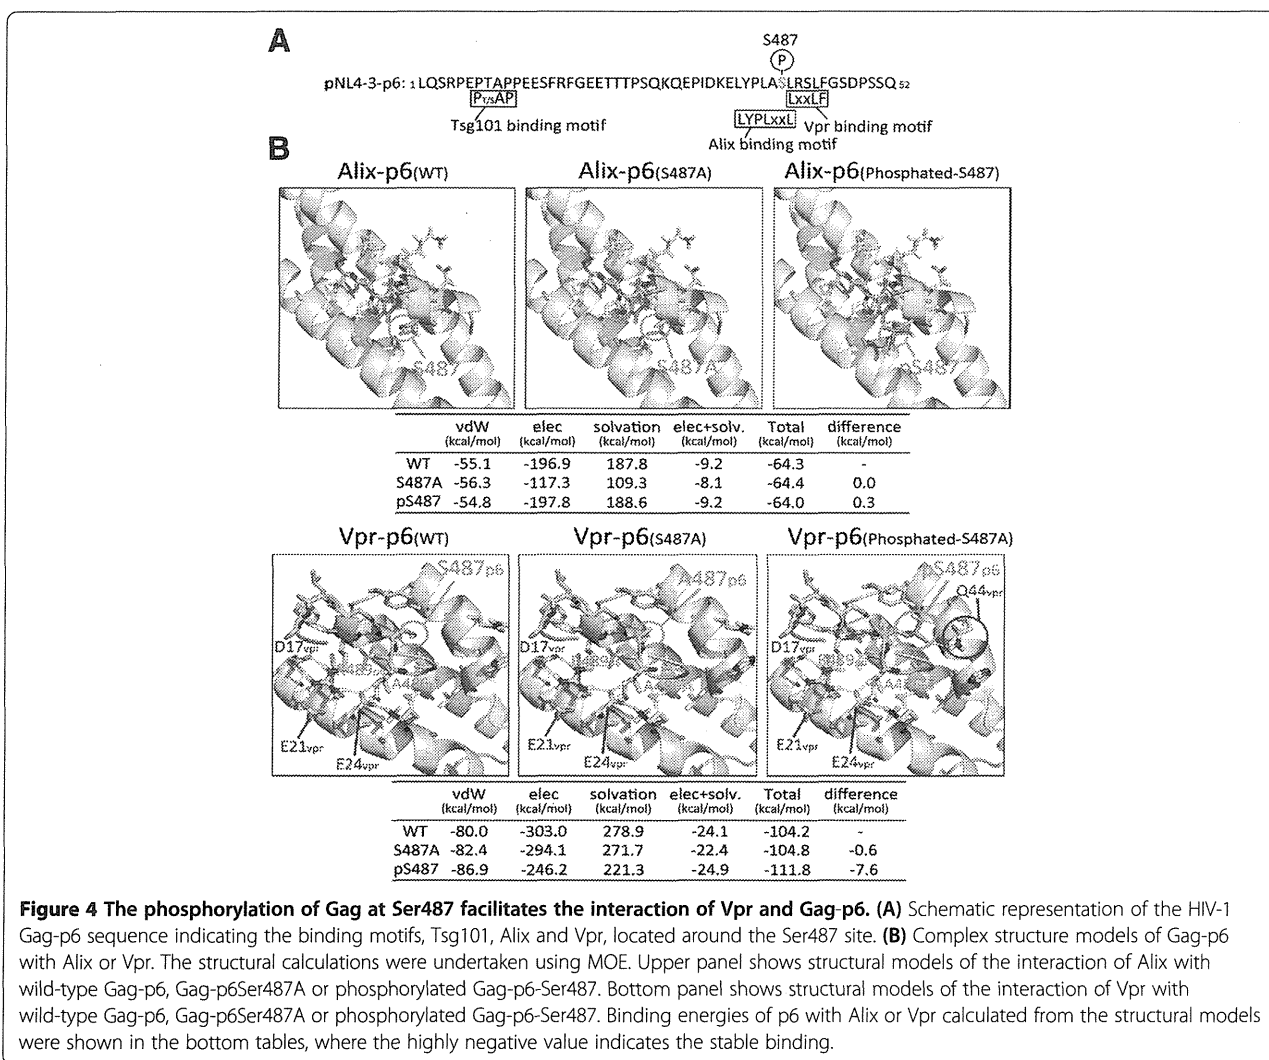 A
S487
P
pNL4-3-p6: 1 LQSRPEPTAPPEESFRFGEETTTPSQKQEPIDKELYPLASLRSLFGSDPSSQ 52
PT/SAP
LxxLF
Tsg101 binding motif
LYPLxxL
Vpr binding motif
Alix binding motif
B
Alix-p6(WT) Alix-p6(S487A) Alix-p6(Phosphated-S487)
S487 S487A pS487
vdW elec solvation elec+solv. Total difference
(kcal/mol) (kcal/mol) (kcal/mol) (kcal/mol) (kcal/mol) (kcal/mol)
WT -55.1 -196.9 187.8 -9.2 -64.3 -
S487A -56.3 -117.3 109.3 -8.1 -64.4 0.0
pS487 -54.8 -197.8 188.6 -9.2 -64.0 0.3
Vpr-p6(WT) Vpr-p6(S487A) Vpr-p6(Phosphated-S487A)
S487p6 A487p6 pS487p6
Q44vpr
D17vpr D17vpr D17vpr
E21vpr E21vpr E21vpr
E24vpr E24vpr E24vpr
vdW elec solvation elec+solv. Total difference
(kcal/mol) (kcal/mol) (kcal/mol) (kcal/mol) (kcal/mol) (kcal/mol)
WT -80.0 -303.0 278.9 -24.1 -104.2 -
S487A -82.4 -294.1 271.7 -22.4 -104.8 -0.6
pS487 -86.9 -246.2 221.3 -24.9 -111.8 -7.6
Figure 4 The phosphorylation of Gag at Ser487 facilitates the interaction of Vpr and Gag-p6. (A) Schematic representation of the HIV-1
Gag-p6 sequence indicating the binding motifs, Tsg101, Alix and Vpr, located around the Ser487 site. (B) Complex structure models of Gag-p6
with Alix or Vpr. The structural calculations were undertaken using MOE. Upper panel shows structural models of the interaction of Alix with
wild-type Gag-p6, Gag-p6Ser487A or phosphorylated Gag-p6-Ser487. Bottom panel shows structural models of the interaction of Vpr with
wild-type Gag-p6, Gag-p6Ser487A or phosphorylated Gag-p6-Ser487. Binding energies of p6 with Alix or Vpr calculated from the structural models
were shown in the bottom tables, where the highly negative value indicates the stable binding.